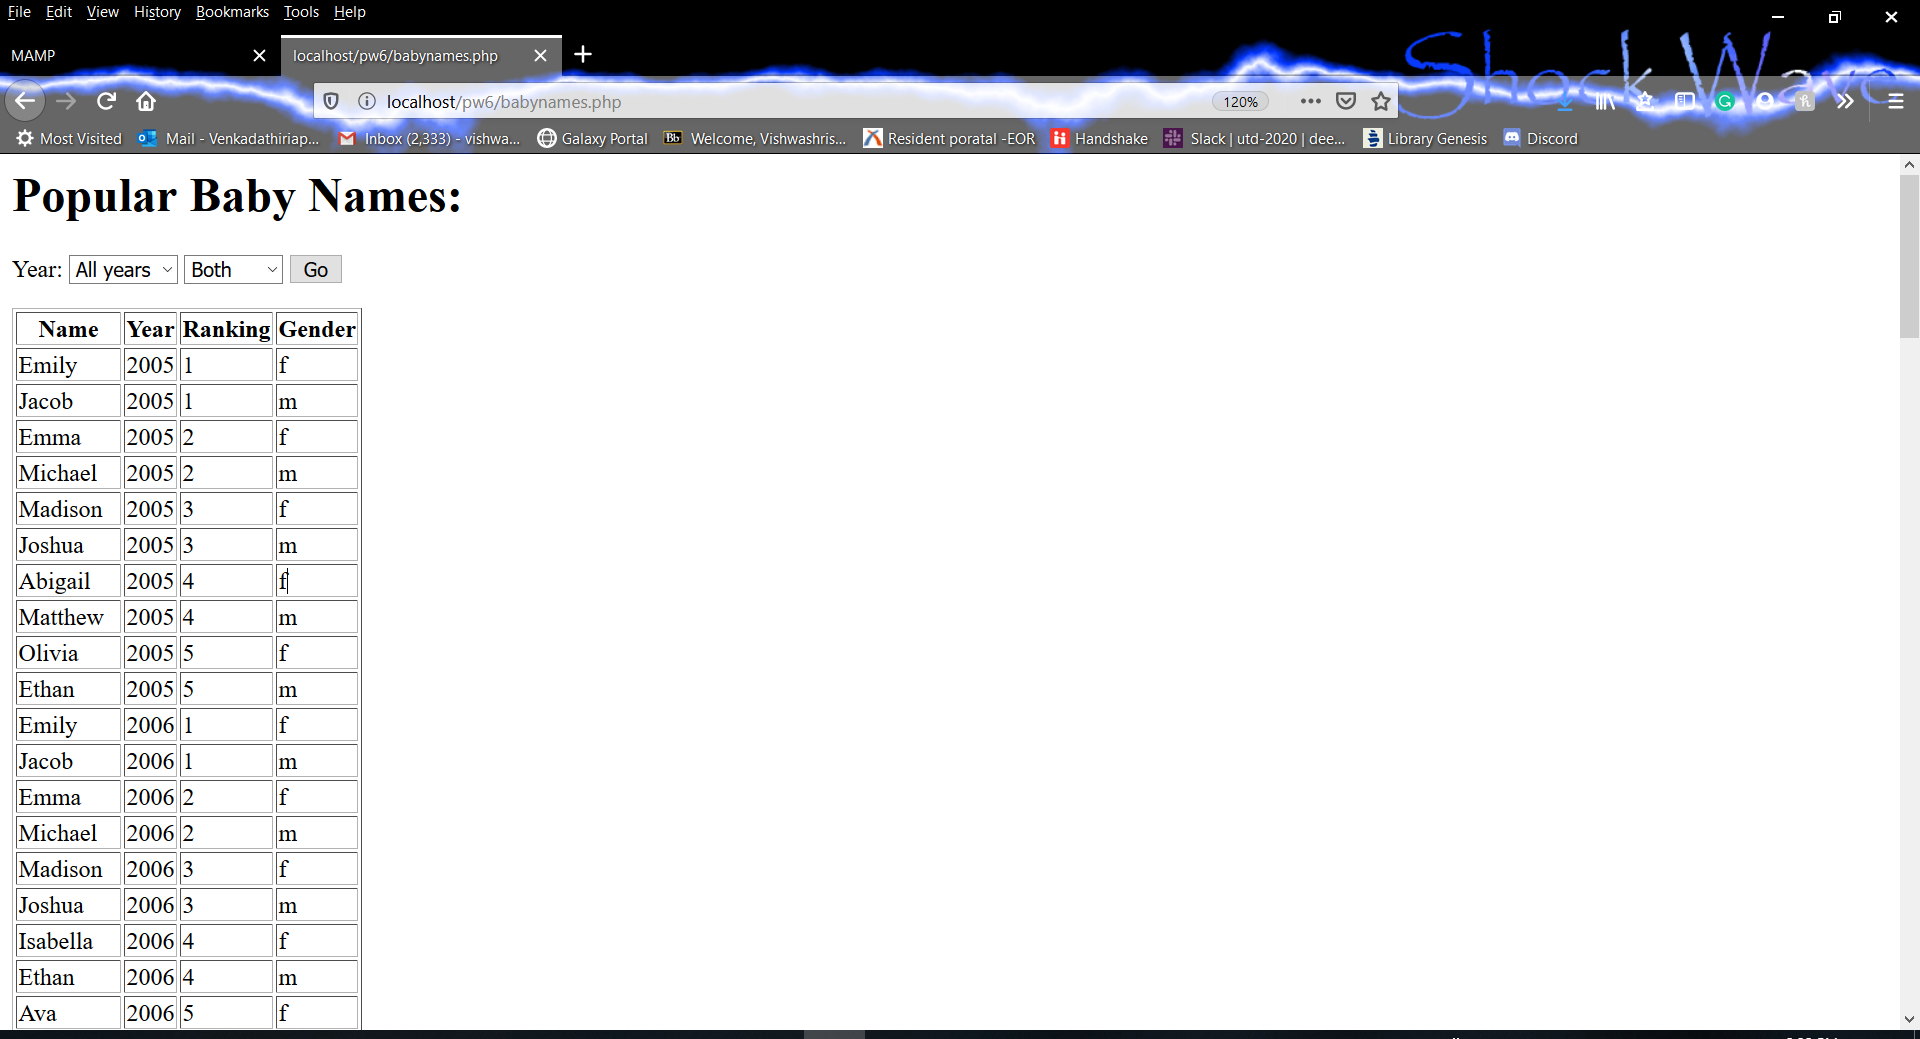 File Edit View History Bookmarks Tools Help
MAMP
localhost/pw6/babynames.php
Shock Wave
localhost/pw6/babynames.php 120%
Most Visited Mail - Venkadathiriap... Inbox (2,333) - vishwa... Galaxy Portal Bb Welcome, Vishwashris... Resident poratal -EOR Handshake Slack | utd-2020 | dee... Library Genesis Discord
Popular Baby Names:
Year: All years Both Go
Name Year Ranking Gender
Emily 2005 1 f
Jacob 2005 1 m
Emma 2005 2 f
Michael 2005 2 m
Madison 2005 3 f
Joshua 2005 3 m
Abigail 2005 4 f
Matthew 2005 4 m
Olivia 2005 5 f
Ethan 2005 5 m
Emily 2006 1 f
Jacob 2006 1 m
Emma 2006 2 f
Michael 2006 2 m
Madison 2006 3 f
Joshua 2006 3 m
Isabella 2006 4 f
Ethan 2006 4 m
Ava 2006 5 f